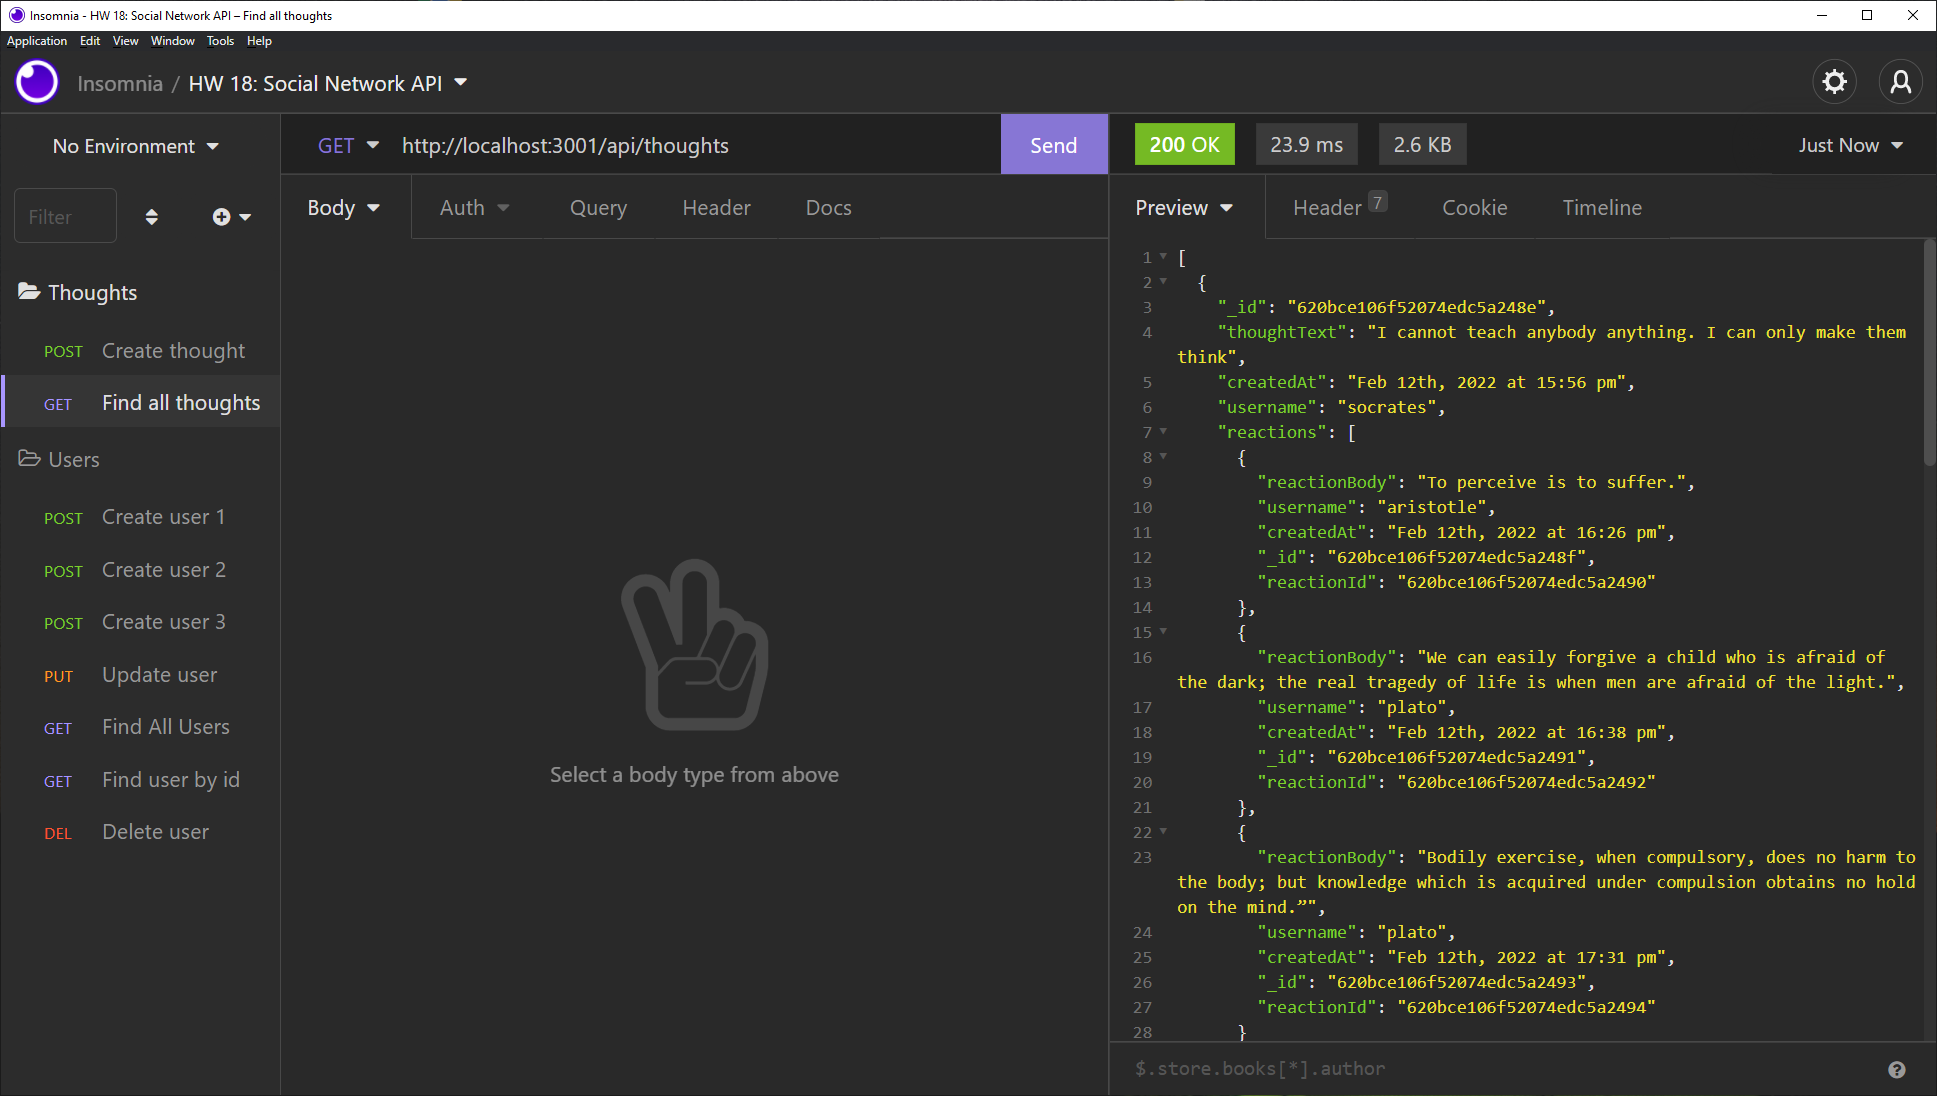 Insomnia - HW 18: Social Network API – Find all thoughts
Application Edit View Window Tools Help
Insomnia / HW 18: Social Network API
No Environment
GET http://localhost:3001/api/thoughts Send
200 OK 23.9 ms 2.6 KB Just Now
Filter
Body Auth Query Header Docs
Preview Header 7 Cookie Timeline
Thoughts
POST Create thought
GET Find all thoughts
Users
POST Create user 1
POST Create user 2
POST Create user 3
PUT Update user
GET Find All Users
GET Find user by id
DEL Delete user
Select a body type from above
1 [
2 {
3 "_id": "620bce106f52074edc5a248e",
4 "thoughtText": "I cannot teach anybody anything. I can only make them
think",
5 "createdAt": "Feb 12th, 2022 at 15:56 pm",
6 "username": "socrates",
7 "reactions": [
8 {
9 "reactionBody": "To perceive is to suffer.",
10 "username": "aristotle",
11 "createdAt": "Feb 12th, 2022 at 16:26 pm",
12 "_id": "620bce106f52074edc5a248f",
13 "reactionId": "620bce106f52074edc5a2490"
14 },
15 {
16 "reactionBody": "We can easily forgive a child who is afraid of
the dark; the real tragedy of life is when men are afraid of the light.",
17 "username": "plato",
18 "createdAt": "Feb 12th, 2022 at 16:38 pm",
19 "_id": "620bce106f52074edc5a2491",
20 "reactionId": "620bce106f52074edc5a2492"
21 },
22 {
23 "reactionBody": "Bodily exercise, when compulsory, does no harm to
the body; but knowledge which is acquired under compulsion obtains no hold
on the mind.”",
24 "username": "plato",
25 "createdAt": "Feb 12th, 2022 at 17:31 pm",
26 "_id": "620bce106f52074edc5a2493",
27 "reactionId": "620bce106f52074edc5a2494"
28 }
$.store.books[*].author